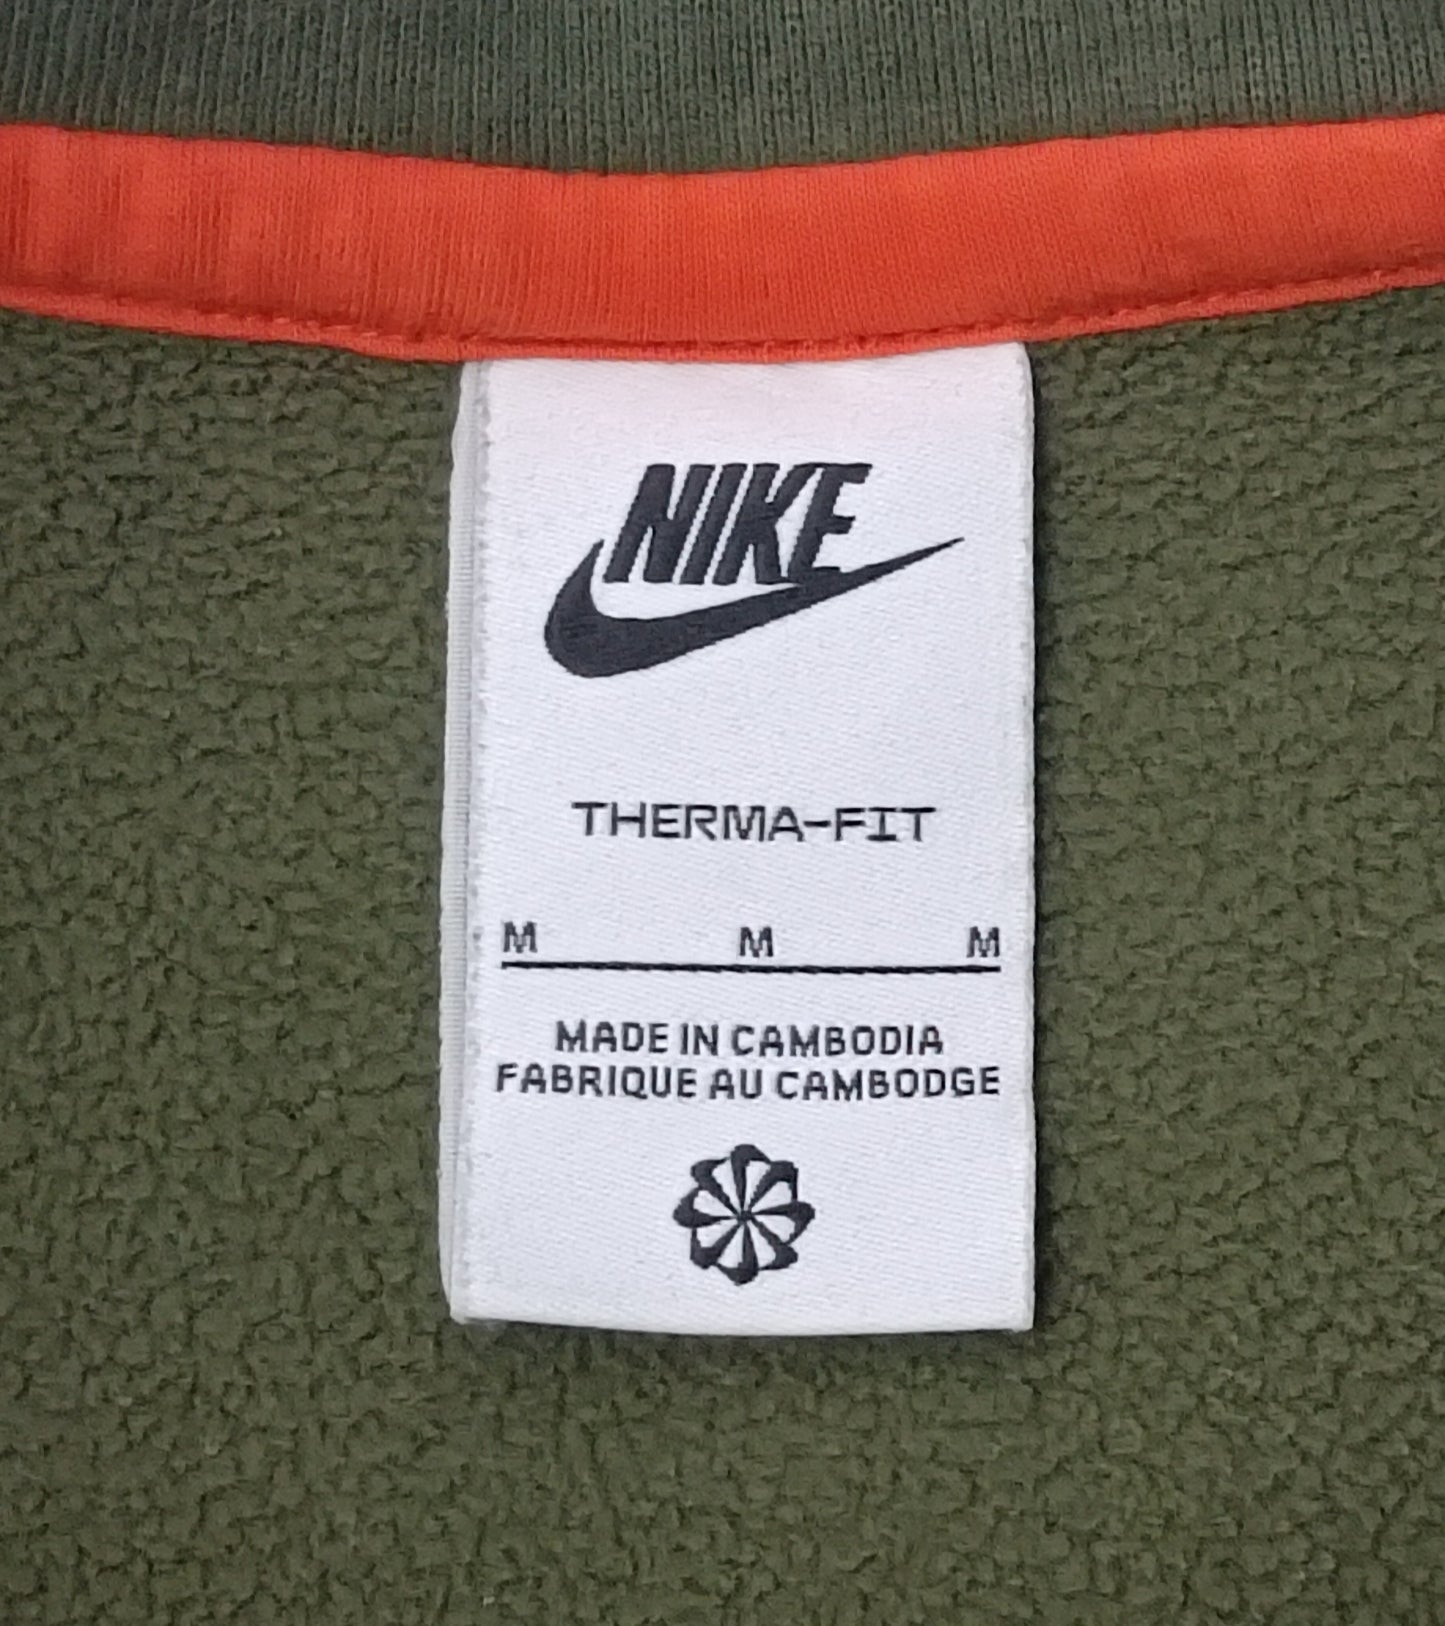 NIKE
THERMA-FIT
M M M
MADE IN CAMBODIA
FABRIQUE AU CAMBODGE